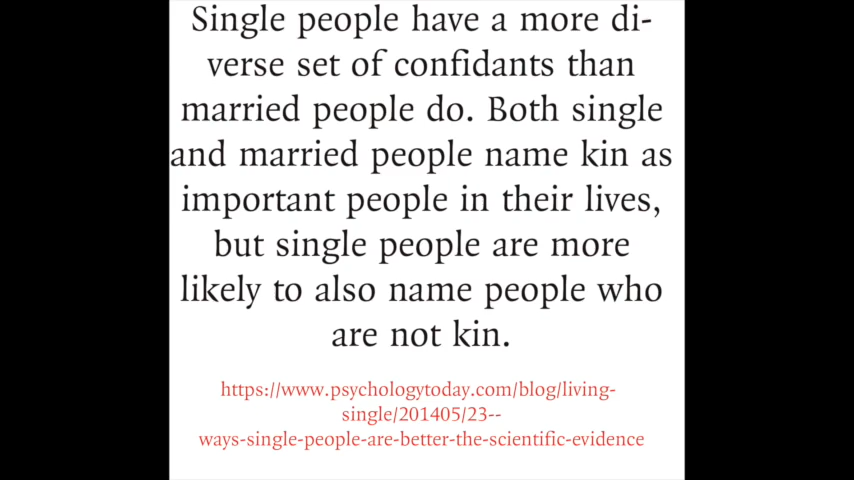 Single people have a more di-
verse set of confidants than
married people do. Both single
and married people name kin as
important people in their lives,
but single people are more
likely to also name people who
are not kin.
https://www.psychologytoday.com/blog/living-
single/201405/23--
ways-single-people-are-better-the-scientific-evidence